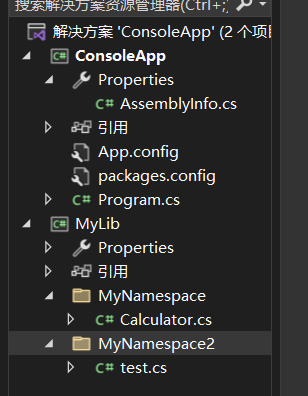 搜索解决方案资源管理器(Ctrl+;)
解决方案 'ConsoleApp' (2 个项
ConsoleApp
Properties
C# AssemblyInfo.cs
引用
App.config
packages.config
C# Program.cs
MyLib
Properties
引用
MyNamespace
C# Calculator.cs
MyNamespace2
C# test.cs